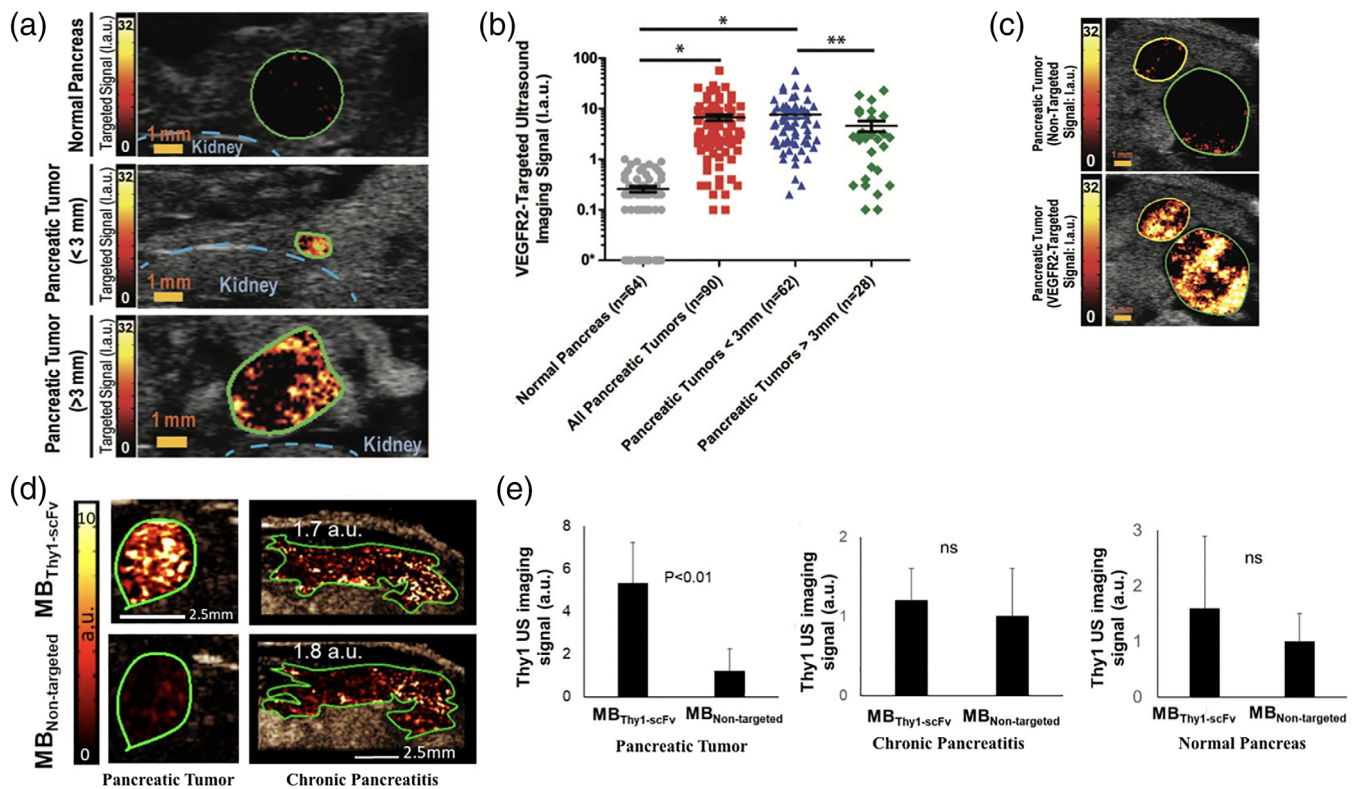 (a)
Normal Pancreas
Targeted Signal (I.a.u.)
32
0
1 mm
Kidney
Pancreatic Tumor
(< 3 mm)
Targeted Signal (I.a.u.)
32
0
1 mm
Kidney
Pancreatic Tumor
(>3 mm)
Targeted Signal (I.a.u.)
32
0
1 mm
Kidney
(b)
VEGFR2-Targeted Ultrasound
Imaging Signal (I.a.u.)
100
10
1
0.1
0*
*
*
**
Normal Pancreas (n=64)
All Pancreatic Tumors (n=90)
Pancreatic Tumors < 3mm (n=62)
Pancreatic Tumors > 3mm (n=28)
(c)
Pancreatic Tumor
(Non-Targeted
Signal: I.a.u.)
32
0
1 mm
Pancreatic Tumor
(VEGFR2-Targeted
Signal: I.a.u.)
32
0
1 mm
(d)
MBThy1-scFv
MBNon-targeted
10
a.u.
0
2.5mm
1.7 a.u.
1.8 a.u.
2.5mm
Pancreatic Tumor
Chronic Pancreatitis
(e)
Thy1 US imaging
signal (a.u.)
8
6
4
2
0
P<0.01
MBThy1-scFv
MBNon-targeted
Pancreatic Tumor
Thy1 US imaging
signal (a.u.)
2
1
0
ns
MBThy1-scFv
MBNon-targeted
Chronic Pancreatitis
Thy1 US imaging
signal (a.u.)
3
2
1
0
ns
MBThy1-scFv
MBNon-targeted
Normal Pancreas